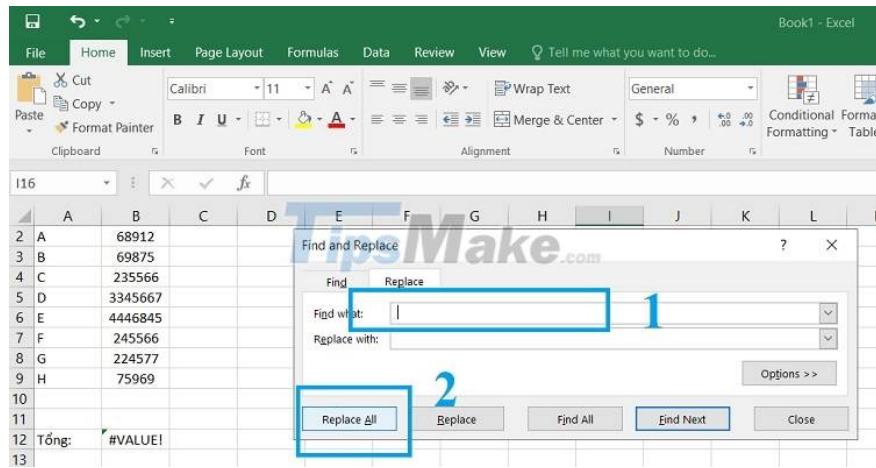 Book1 - Excel
File Home Insert Page Layout Formulas Data Review View Tell me what you want to do...
Cut
Copy
Format Painter
Paste
Calibri 11 A A
B I U A
Wrap Text
Merge & Center
General
$ % ,
Conditional
Formatting
Forma
Table
Clipboard Font Alignment Number
I16 fx
A B C D E F G H I J K L
2 A 68912
3 B 69875
4 C 235566
5 D 3345667
6 E 4446845
7 F 245566
8 G 224577
9 H 75969
10
11
12 Tổng: #VALUE!
13
TipsMake.com
Find and Replace ? ×
Find Replace
Find what:
Replace with:
Options >>
Replace All Replace Find All Find Next Close
1
2